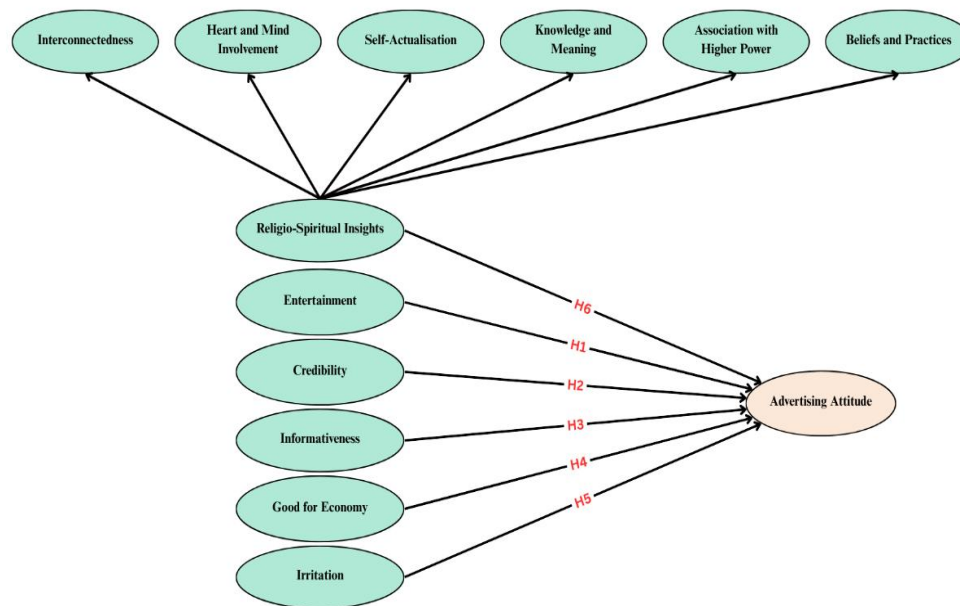 Interconnectedness
Heart and Mind
Involvement
Self-Actualisation
Knowledge and
Meaning
Association with
Higher Power
Beliefs and Practices
Religio-Spiritual Insights
Entertainment
Credibility
Informativeness
Good for Economy
Irritation
H6
H1
H2
H3
H4
H5
Advertising Attitude